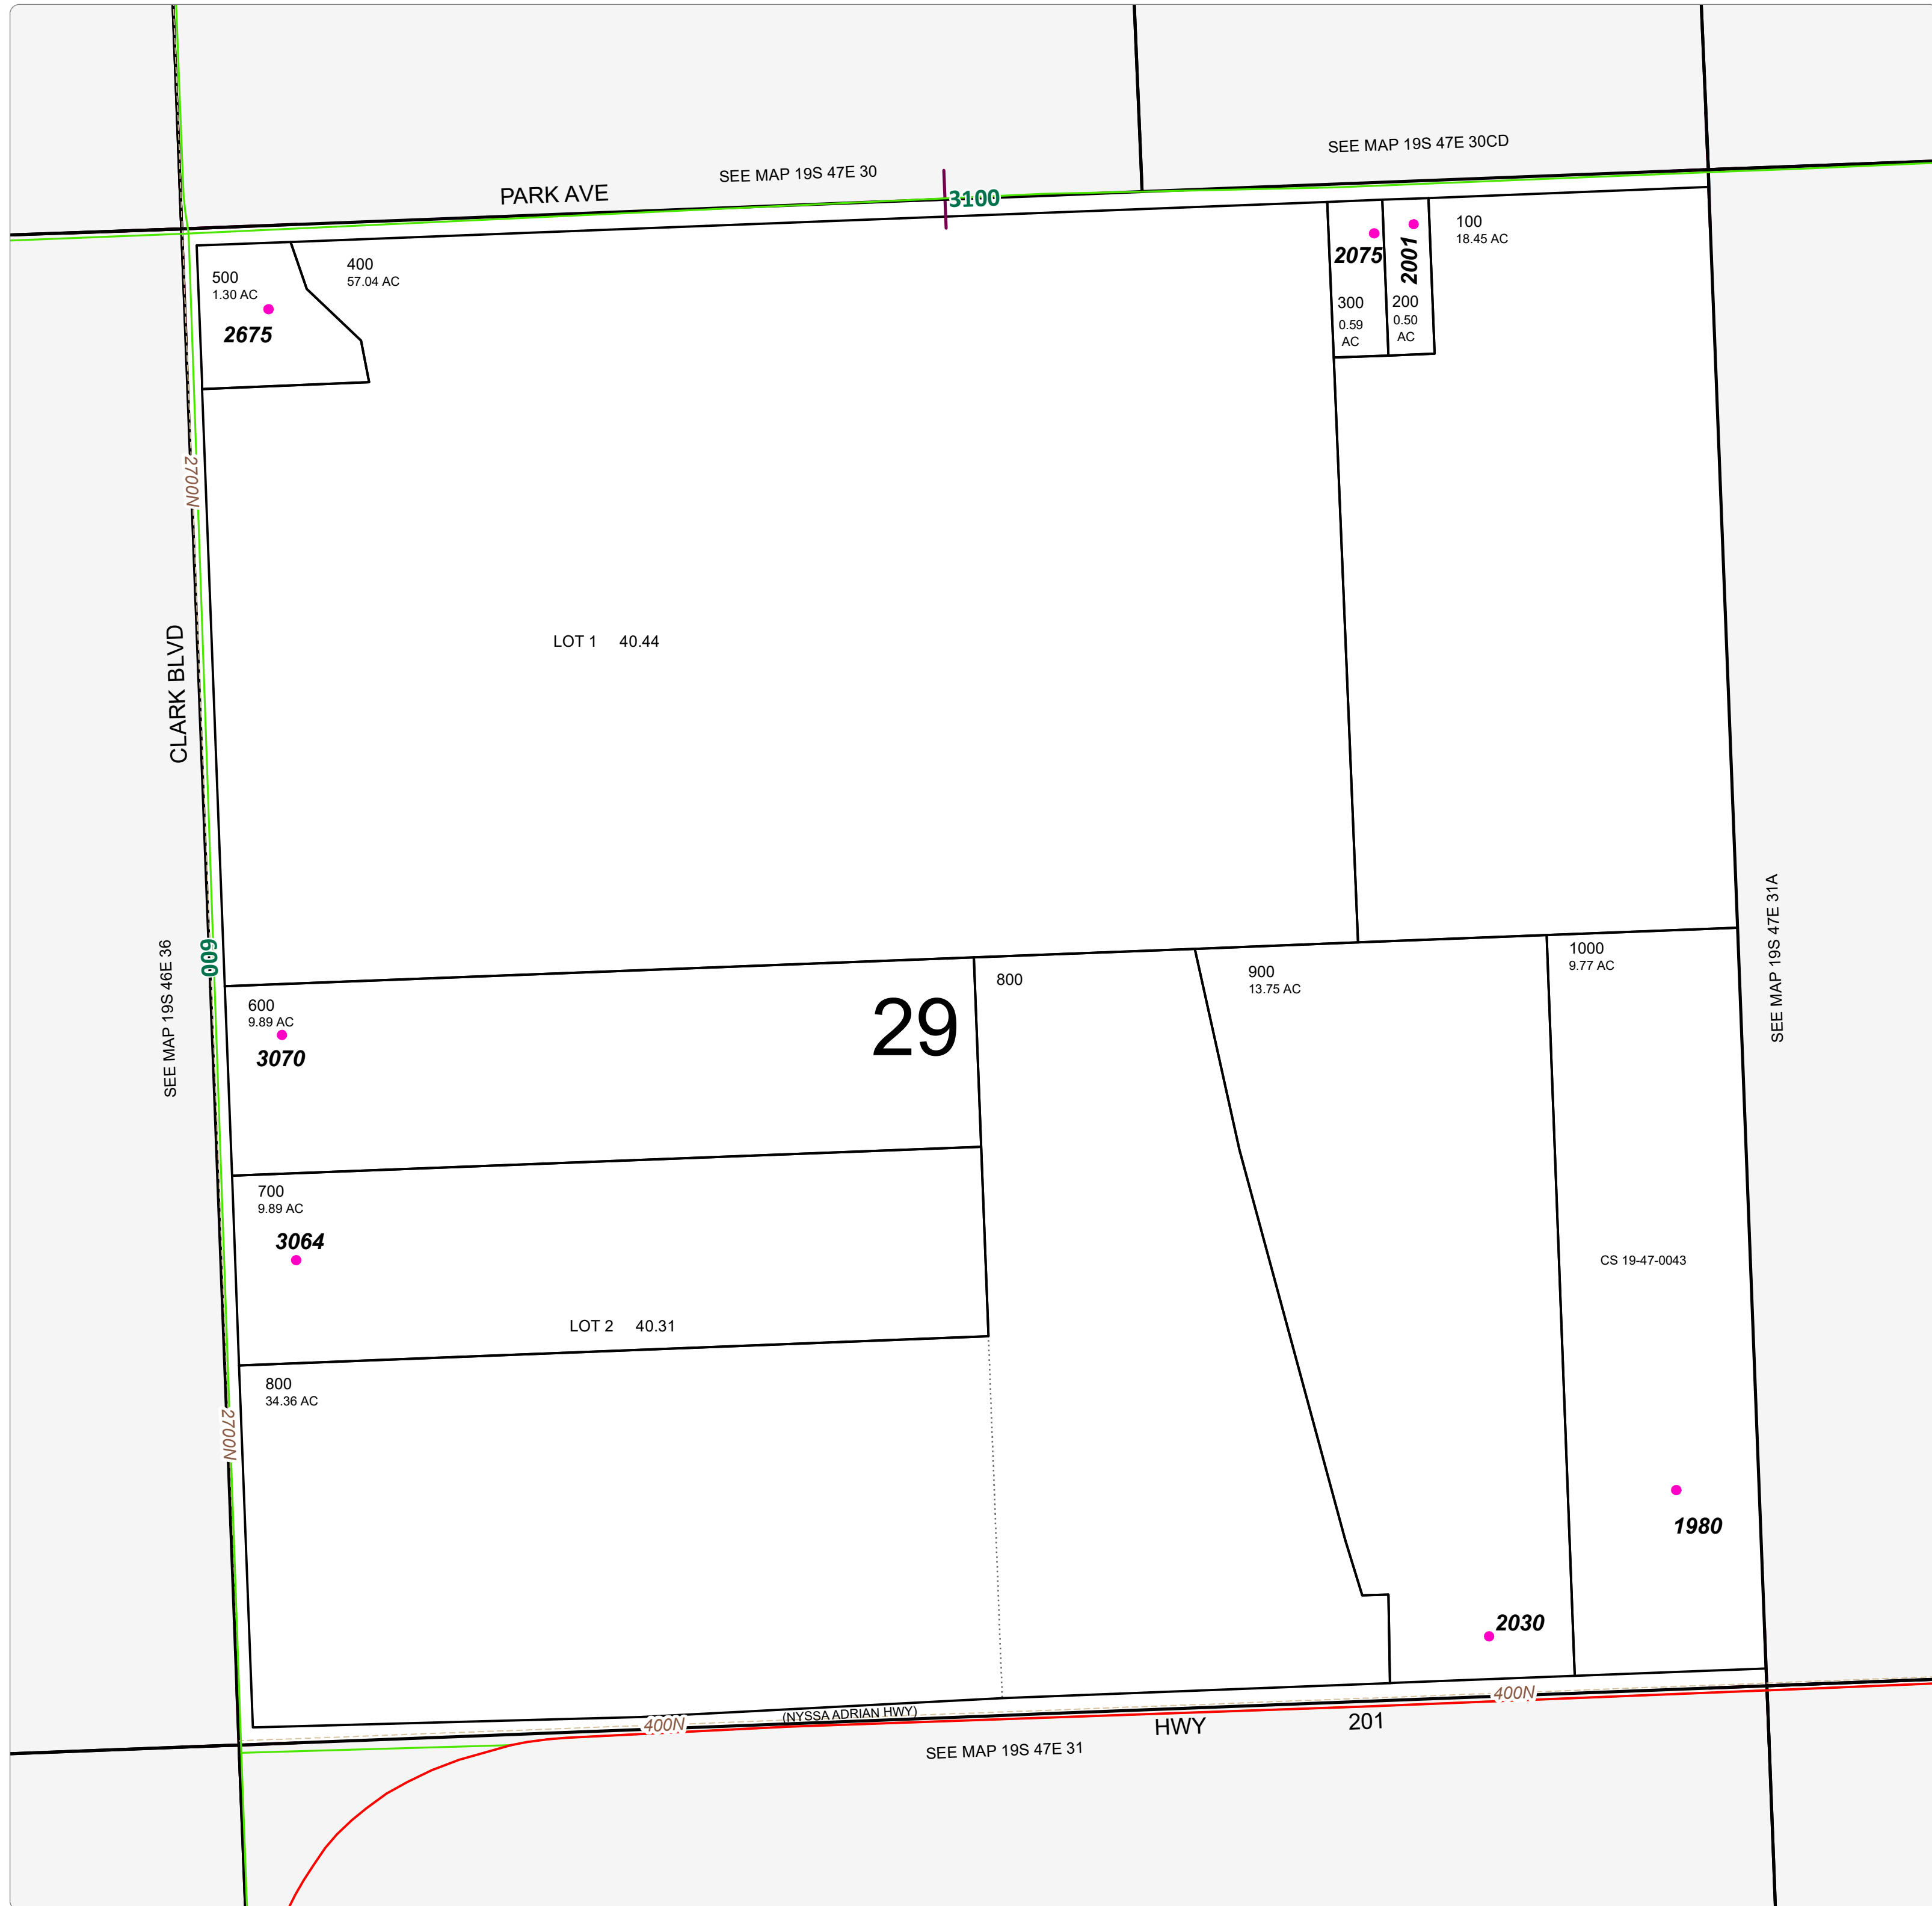 SEE MAP 19S 47E 30CD
SEE MAP 19S 47E 30
PARK AVE
3100
100
18.45 AC
2075
2001
300
0.59
AC
200
0.50
AC
400
57.04 AC
500
1.30 AC
2675
2700N
CLARK BLVD
LOT 1 40.44
SEE MAP 19S 46E 36
600
SEE MAP 19S 47E 31A
600
9.89 AC
3070
29
800
900
13.75 AC
1000
9.77 AC
700
9.89 AC
3064
CS 19-47-0043
LOT 2 40.31
800
34.36 AC
2700N
1980
2030
400N
(NYSSA ADRIAN HWY)
400N
HWY 201
SEE MAP 19S 47E 31